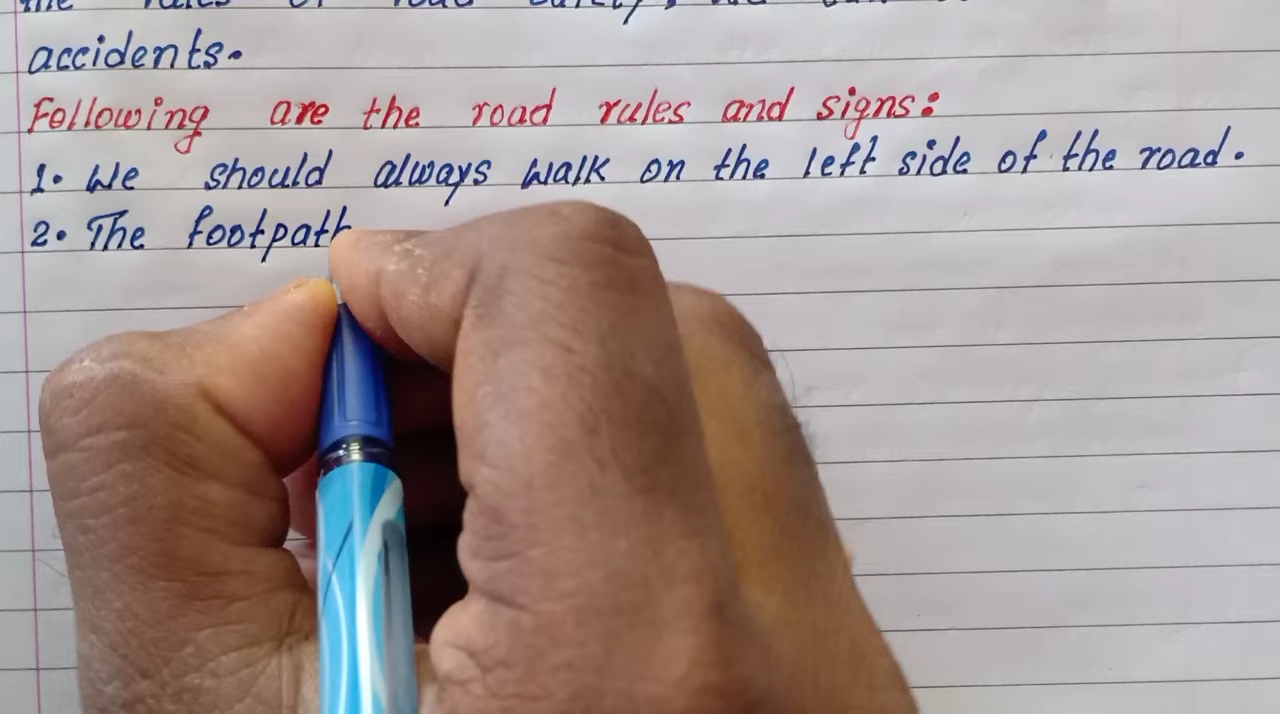 accidents.
Following are the road rules and signs:
1. We should always walk on the left side of the road.
2. The footpath